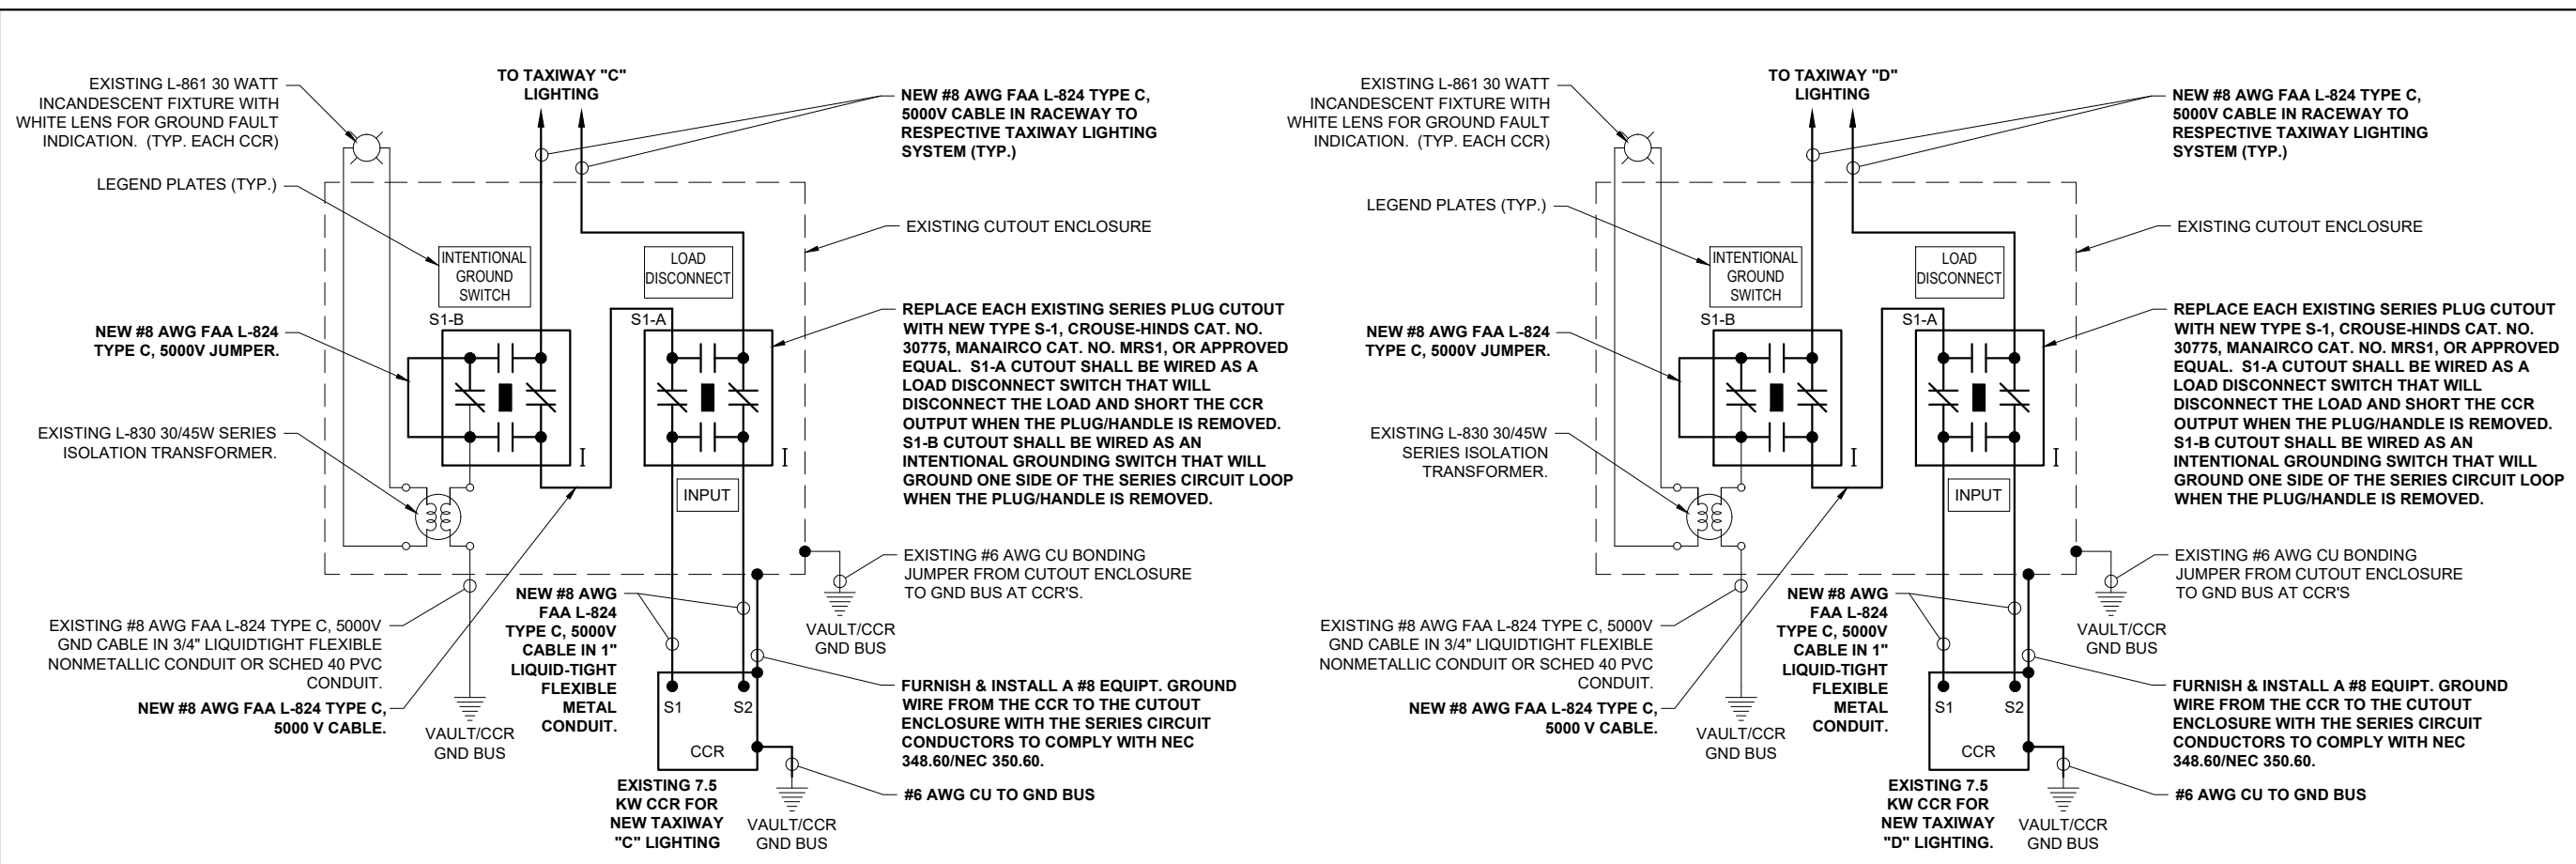 EXISTING L-861 30 WATT
INCANDESCENT FIXTURE WITH
WHITE LENS FOR GROUND FAULT
INDICATION. (TYP. EACH CCR)
LEGEND PLATES (TYP.)
TO TAXIWAY "C"
LIGHTING
NEW #8 AWG FAA L-824 TYPE C,
5000V CABLE IN RACEWAY TO
RESPECTIVE TAXIWAY LIGHTING
SYSTEM (TYP.)
EXISTING CUTOUT ENCLOSURE
INTENTIONAL
GROUND
SWITCH
LOAD
DISCONNECT
S1-B
S1-A
NEW #8 AWG FAA L-824
TYPE C, 5000V JUMPER.
REPLACE EACH EXISTING SERIES PLUG CUTOUT
WITH NEW TYPE S-1, CROUSE-HINDS CAT. NO.
30775, MANAIRCO CAT. NO. MRS1, OR APPROVED
EQUAL. S1-A CUTOUT SHALL BE WIRED AS A
LOAD DISCONNECT SWITCH THAT WILL
DISCONNECT THE LOAD AND SHORT THE CCR
OUTPUT WHEN THE PLUG/HANDLE IS REMOVED.
S1-B CUTOUT SHALL BE WIRED AS AN
INTENTIONAL GROUNDING SWITCH THAT WILL
GROUND ONE SIDE OF THE SERIES CIRCUIT LOOP
WHEN THE PLUG/HANDLE IS REMOVED.
EXISTING L-830 30/45W SERIES
ISOLATION TRANSFORMER.
I
I
INPUT
EXISTING #6 AWG CU BONDING
JUMPER FROM CUTOUT ENCLOSURE
TO GND BUS AT CCR'S.
VAULT/CCR
GND BUS
NEW #8 AWG
FAA L-824
TYPE C, 5000V
CABLE IN 1"
LIQUID-TIGHT
FLEXIBLE
METAL
CONDUIT.
EXISTING #8 AWG FAA L-824 TYPE C, 5000V
GND CABLE IN 3/4" LIQUIDTIGHT FLEXIBLE
NONMETALLIC CONDUIT OR SCHED 40 PVC
CONDUIT.
NEW #8 AWG FAA L-824 TYPE C,
5000 V CABLE.
VAULT/CCR
GND BUS
S1
S2
CCR
FURNISH & INSTALL A #8 EQUIPT. GROUND
WIRE FROM THE CCR TO THE CUTOUT
ENCLOSURE WITH THE SERIES CIRCUIT
CONDUCTORS TO COMPLY WITH NEC
348.60/NEC 350.60.
#6 AWG CU TO GND BUS
EXISTING 7.5
KW CCR FOR
NEW TAXIWAY
"C" LIGHTING
VAULT/CCR
GND BUS
EXISTING L-861 30 WATT
INCANDESCENT FIXTURE WITH
WHITE LENS FOR GROUND FAULT
INDICATION. (TYP. EACH CCR)
LEGEND PLATES (TYP.)
TO TAXIWAY "D"
LIGHTING
NEW #8 AWG FAA L-824 TYPE C,
5000V CABLE IN RACEWAY TO
RESPECTIVE TAXIWAY LIGHTING
SYSTEM (TYP.)
EXISTING CUTOUT ENCLOSURE
INTENTIONAL
GROUND
SWITCH
LOAD
DISCONNECT
S1-B
S1-A
NEW #8 AWG FAA L-824
TYPE C, 5000V JUMPER.
REPLACE EACH EXISTING SERIES PLUG CUTOUT
WITH NEW TYPE S-1, CROUSE-HINDS CAT. NO.
30775, MANAIRCO CAT. NO. MRS1, OR APPROVED
EQUAL. S1-A CUTOUT SHALL BE WIRED AS A
LOAD DISCONNECT SWITCH THAT WILL
DISCONNECT THE LOAD AND SHORT THE CCR
OUTPUT WHEN THE PLUG/HANDLE IS REMOVED.
S1-B CUTOUT SHALL BE WIRED AS AN
INTENTIONAL GROUNDING SWITCH THAT WILL
GROUND ONE SIDE OF THE SERIES CIRCUIT LOOP
WHEN THE PLUG/HANDLE IS REMOVED.
EXISTING L-830 30/45W
SERIES ISOLATION
TRANSFORMER.
I
I
INPUT
EXISTING #6 AWG CU BONDING
JUMPER FROM CUTOUT ENCLOSURE
TO GND BUS AT CCR'S
VAULT/CCR
GND BUS
NEW #8 AWG
FAA L-824
TYPE C, 5000V
CABLE IN 1"
LIQUID-TIGHT
FLEXIBLE
METAL
CONDUIT.
EXISTING #8 AWG FAA L-824 TYPE C, 5000V
GND CABLE IN 3/4" LIQUIDTIGHT FLEXIBLE
NONMETALLIC CONDUIT OR SCHED 40 PVC
CONDUIT.
NEW #8 AWG FAA L-824 TYPE C,
5000 V CABLE.
VAULT/CCR
GND BUS
S1
S2
CCR
FURNISH & INSTALL A #8 EQUIPT. GROUND
WIRE FROM THE CCR TO THE CUTOUT
ENCLOSURE WITH THE SERIES CIRCUIT
CONDUCTORS TO COMPLY WITH NEC
348.60/NEC 350.60.
#6 AWG CU TO GND BUS
EXISTING 7.5
KW CCR FOR
NEW TAXIWAY
"D" LIGHTING.
VAULT/CCR
GND BUS